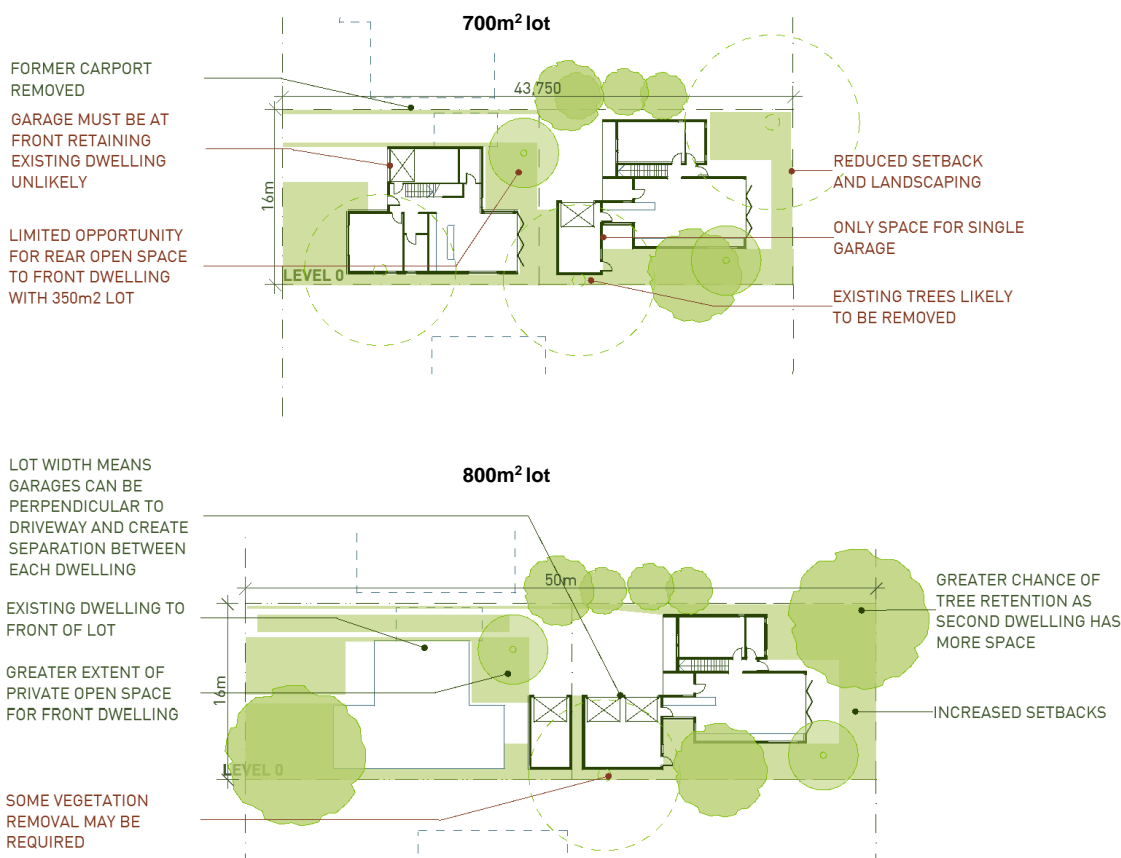 700m² lot
FORMER CARPORT
REMOVED
43,750
GARAGE MUST BE AT
FRONT RETAINING
EXISTING DWELLING
UNLIKELY
16m
REDUCED SETBACK
AND LANDSCAPING
LIMITED OPPORTUNITY
FOR REAR OPEN SPACE
TO FRONT DWELLING
WITH 350m2 LOT
ONLY SPACE FOR SINGLE
GARAGE
LEVEL 0
EXISTING TREES LIKELY
TO BE REMOVED
800m² lot
LOT WIDTH MEANS
GARAGES CAN BE
PERPENDICULAR TO
DRIVEWAY AND CREATE
SEPARATION BETWEEN
EACH DWELLING
50m
GREATER CHANCE OF
TREE RETENTION AS
SECOND DWELLING HAS
MORE SPACE
EXISTING DWELLING TO
FRONT OF LOT
GREATER EXTENT OF
PRIVATE OPEN SPACE
FOR FRONT DWELLING
16m
INCREASED SETBACKS
LEVEL 0
SOME VEGETATION
REMOVAL MAY BE
REQUIRED